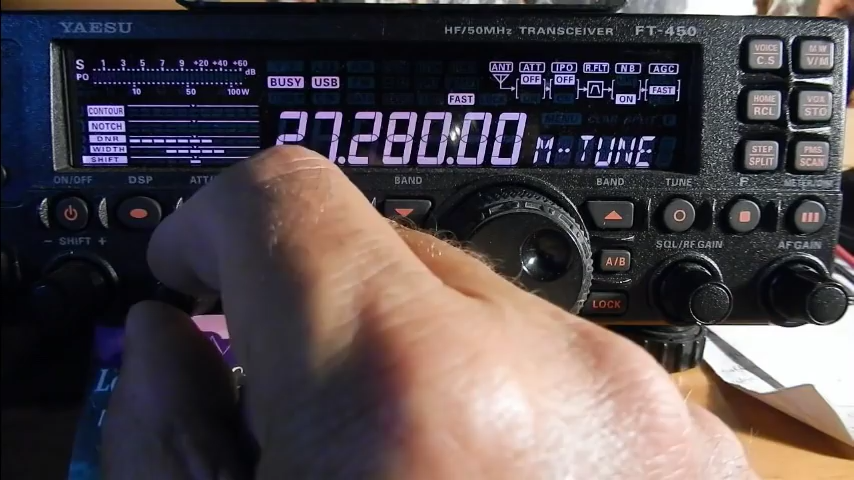 YAESU
HF/50MHz TRANSCEIVER FT-450
S 1 3 5 7 9 +20 +40 +60 dB
PO 10 50 100W
BUSY USB
ANT ATT IPO R.FLT NB AGC
OFF OFF ON FAST
FAST
CONTOUR
NOTCH
DNR
WIDTH
SHIFT
27.280.00 M-TUNE
VOICE C.S
M W V/M
HOME RCL
VOX STO
STEP SPLIT
PMS SCAN
ON/OFF DSP BAND BAND TUNE F
- SHIFT +
A/B
LOCK
SQL/RF GAIN
AF GAIN